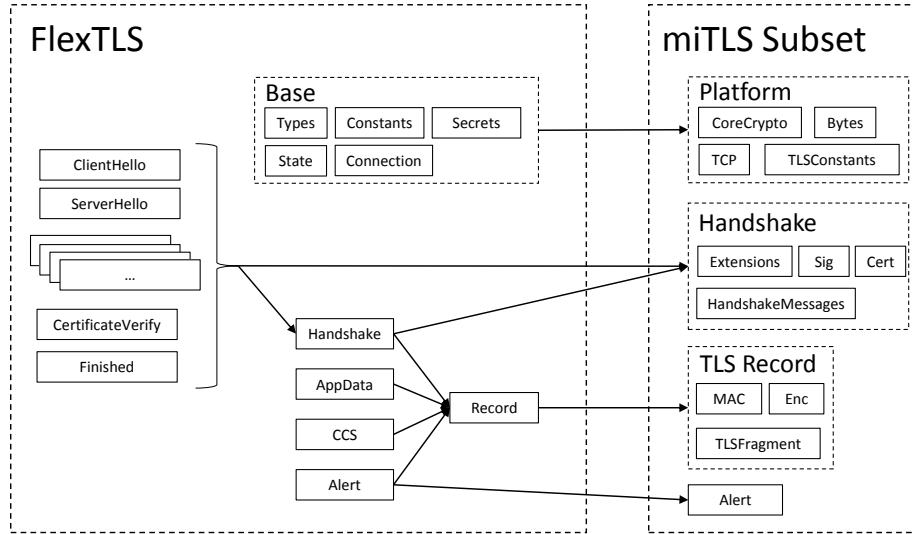 FlexTLS
Base
Types Constants Secrets
State Connection
ClientHello
ServerHello
...
CertificateVerify
Finished
Handshake
AppData
CCS
Alert
Record
miTLS Subset
Platform
CoreCrypto Bytes
TCP TLSConstants
Handshake
Extensions Sig Cert
HandshakeMessages
TLS Record
MAC Enc
TLSFragment
Alert